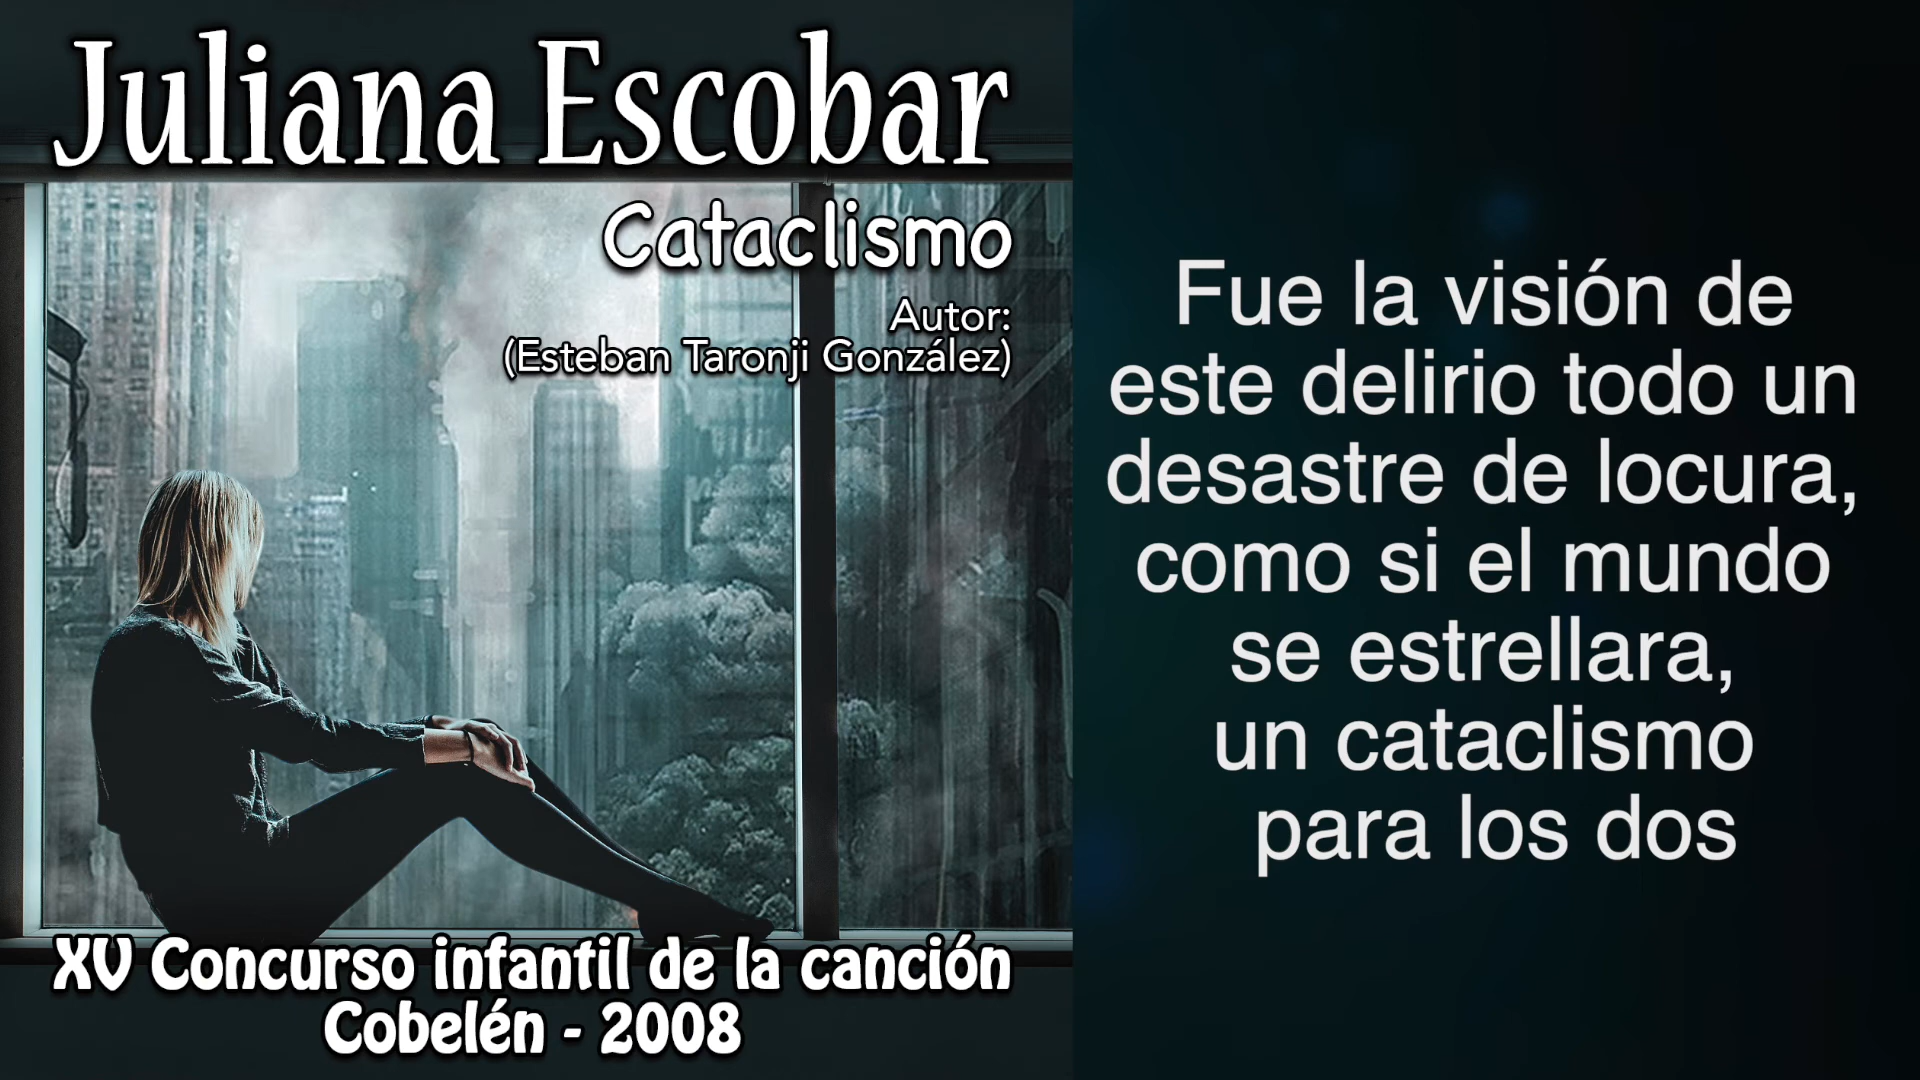 Juliana Escobar
Cataclismo
Autor:
(Esteban Taronji González)
XV Concurso infantil de la canción
Cobelén - 2008
Fue la visión de
este delirio todo un
desastre de locura,
como si el mundo
se estrellara,
un cataclismo
para los dos